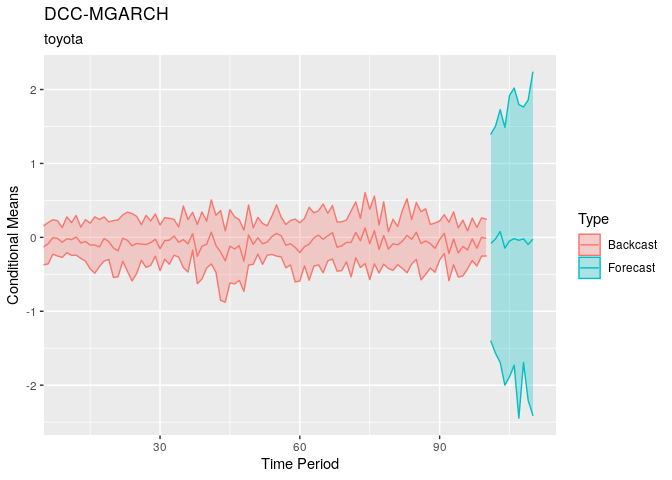 DCC-MGARCH
toyota
Conditional Means
2
1
0
-1
-2
30
60
90
Time Period
Type
Backcast
Forecast